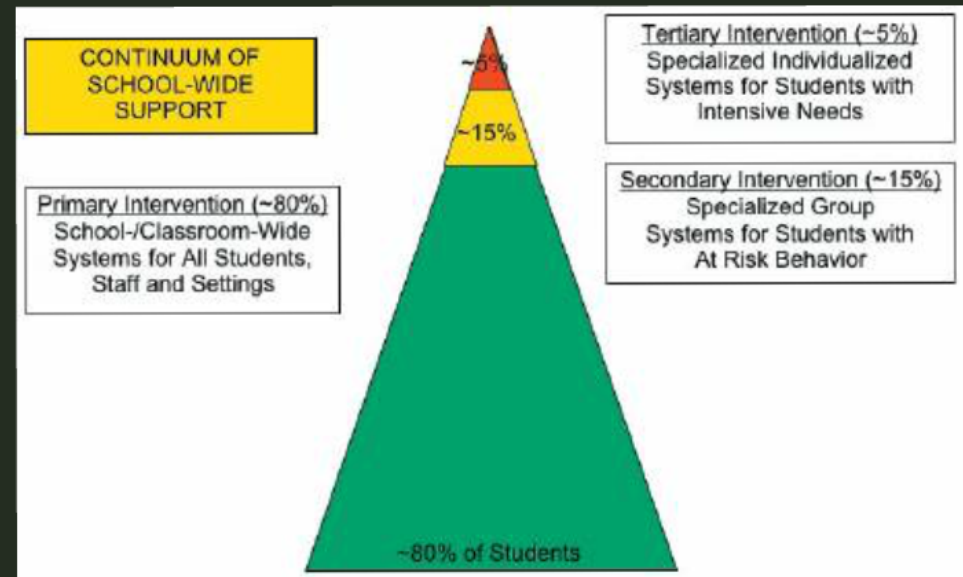 CONTINUUM OF
SCHOOL-WIDE
SUPPORT
Primary Intervention (~80%)
School-/Classroom-Wide
Systems for All Students,
Staff and Settings
~5%
~15%
~80% of Students
Tertiary Intervention (~5%)
Specialized Individualized
Systems for Students with
Intensive Needs
Secondary Intervention (~15%)
Specialized Group
Systems for Students with
At Risk Behavior